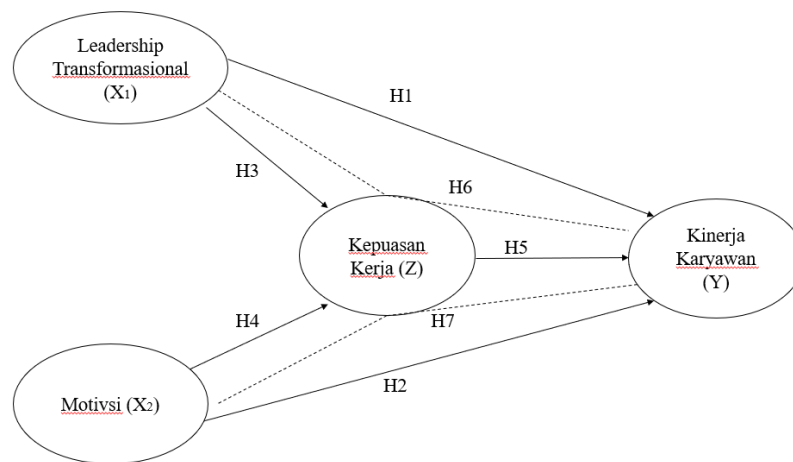 Leadership
Transformasional
(X₁)
H1
H3
H6
Kepuasan
Kerja (Z)
H5
Kinerja
Karyawan
(Y)
H4
H7
H2
Motivsi (X₂)